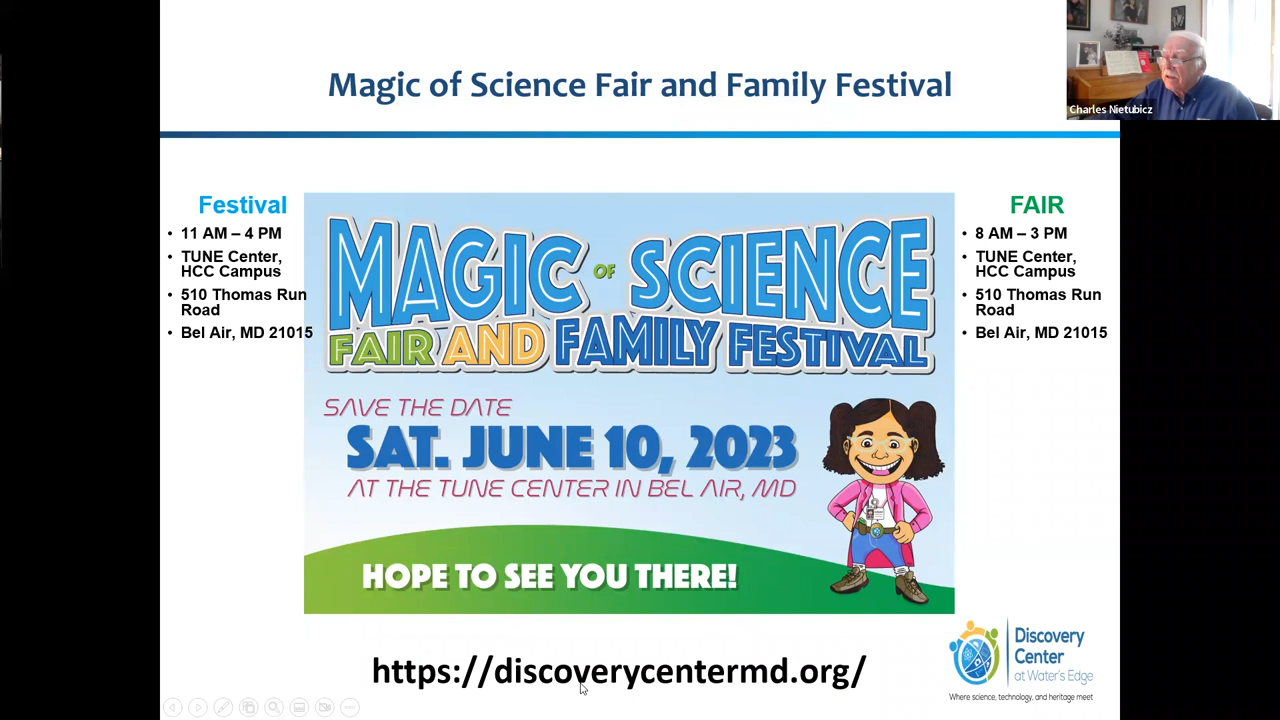 Magic of Science Fair and Family Festival
Charles Nietubicz
Festival
• 11 AM – 4 PM
• TUNE Center,
HCC Campus
• 510 Thomas Run
Road
• Bel Air, MD 21015
MAGIC OF SCIENCE
FAIR AND FAMILY FESTIVAL
SAVE THE DATE
SAT. JUNE 10, 2023
AT THE TUNE CENTER IN BEL AIR, MD
HOPE TO SEE YOU THERE!
FAIR
• 8 AM – 3 PM
• TUNE Center,
HCC Campus
• 510 Thomas Run
Road
• Bel Air, MD 21015
https://discoverycentermd.org/
Discovery
Center
at Water's Edge
Where science, technology, and heritage meet